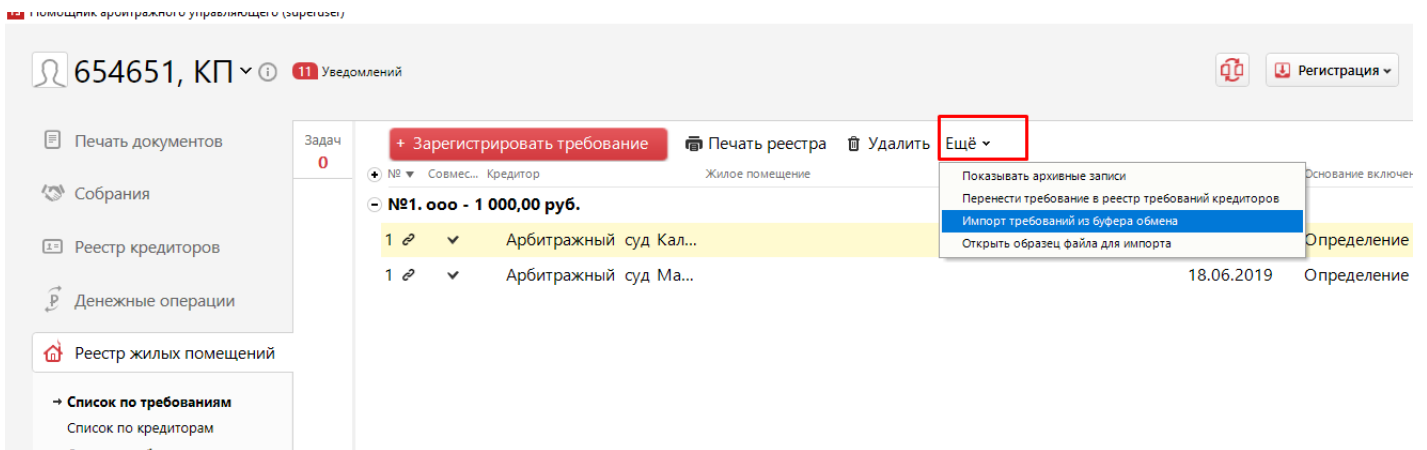 Помощник арбитражного управляющего (superuser)
654651, КП 11 Уведомлений Регистрация
Печать документов
Собрания
Реестр кредиторов
Денежные операции
Реестр жилых помещений
→ Список по требованиям
Список по кредиторам
Задач
0
+ Зарегистрировать требование Печать реестра Удалить Ещё
№ Совмес... Кредитор Жилое помещение Основание включен
Показывать архивные записи
Перенести требование в реестр требований кредиторов
Импорт требований из буфера обмена
Открыть образец файла для импорта
№1. ооо - 1 000,00 руб.
1 Арбитражный суд Кал... Определение
1 Арбитражный суд Ма... 18.06.2019 Определение